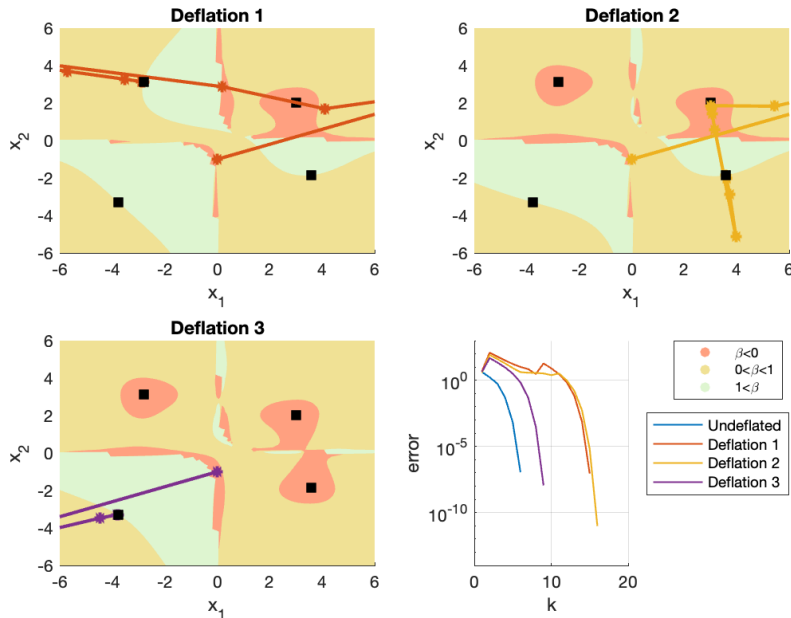 Deflation 1
6
4
2
0
-2
-4
-6
x2
-6 -4 -2 0 2 4 6
x1
Deflation 2
6
4
2
0
-2
-4
-6
x2
-6 -4 -2 0 2 4 6
x1
Deflation 3
6
4
2
0
-2
-4
-6
x2
-6 -4 -2 0 2 4 6
x1
10^0
10^-5
10^-10
error
0 10 20
k
β<0
0<β<1
1<β
Undeflated
Deflation 1
Deflation 2
Deflation 3